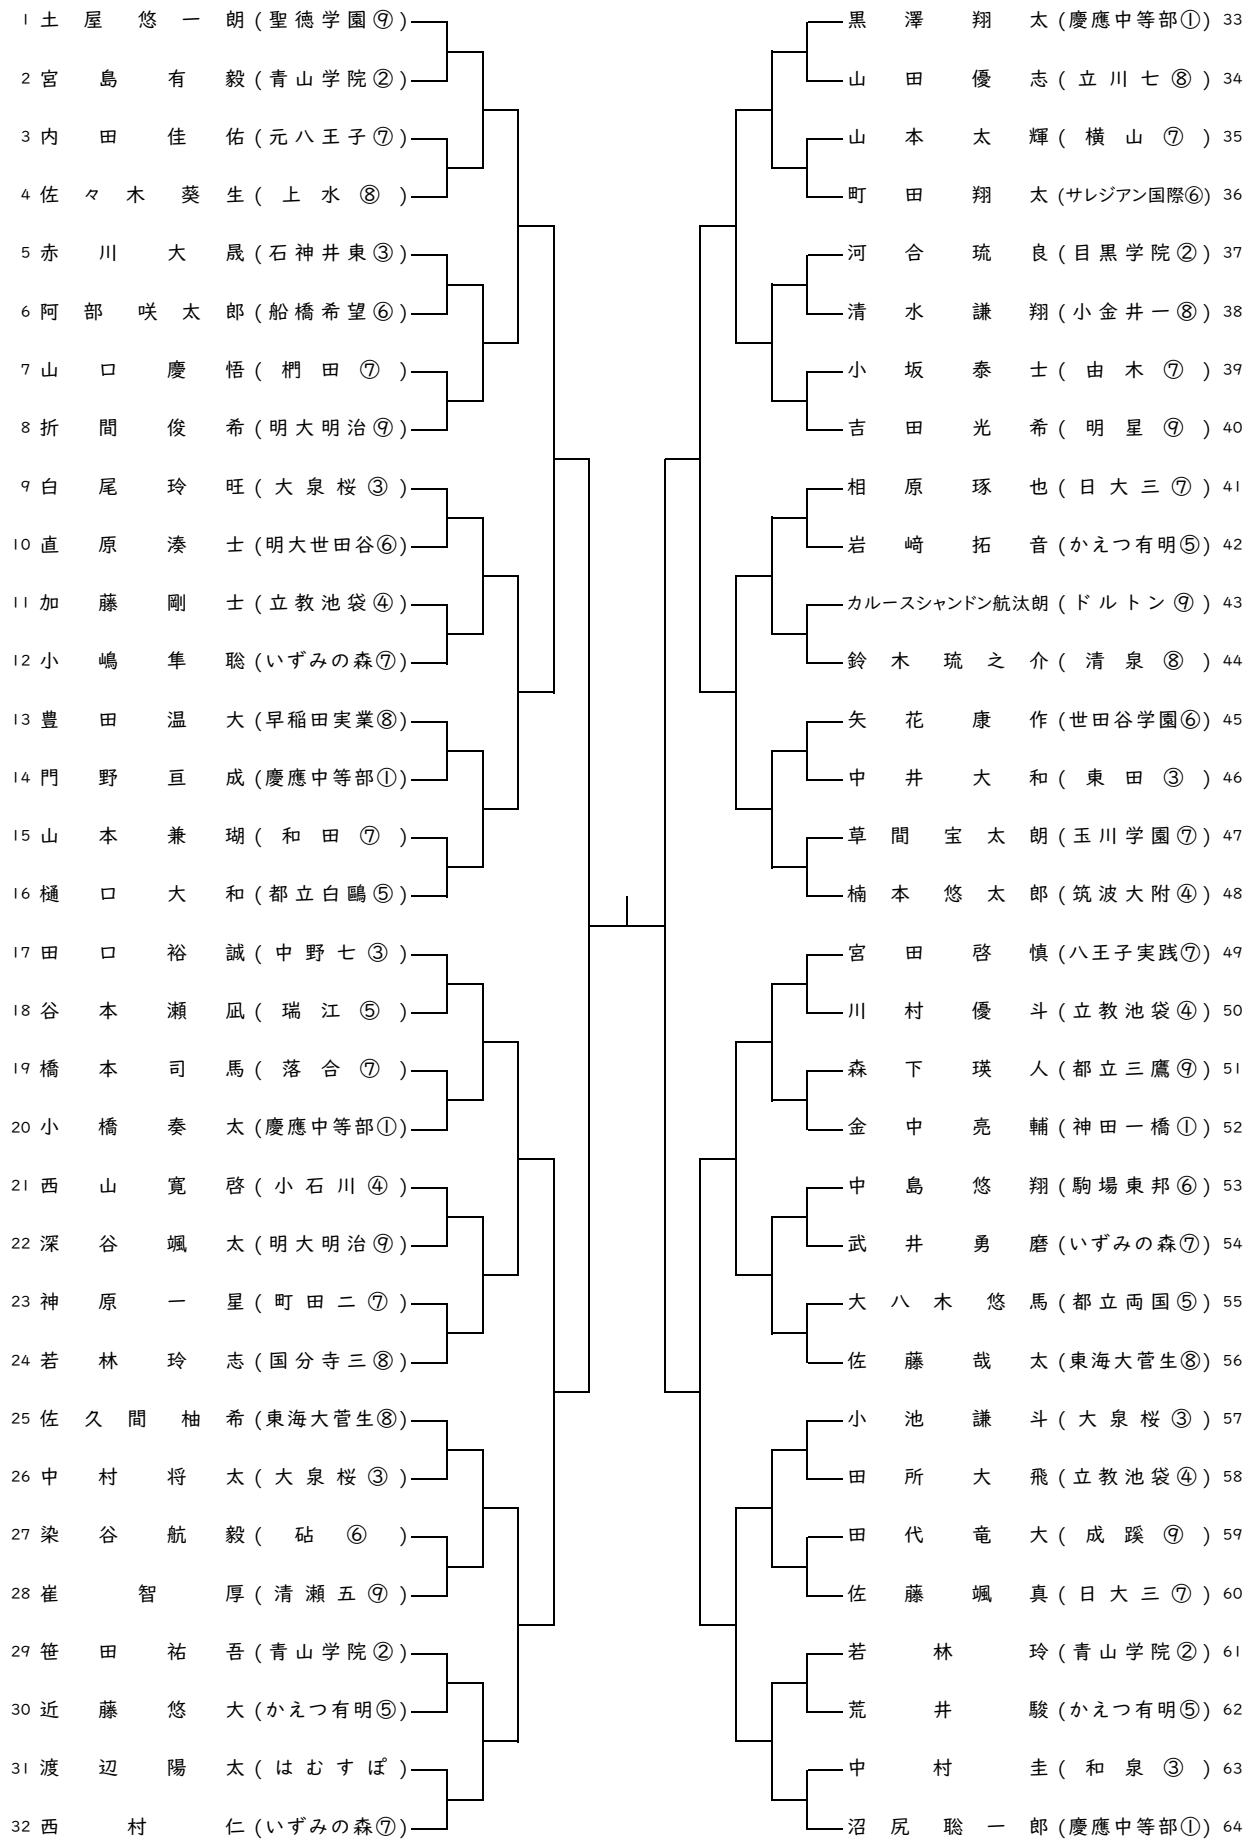 1 土屋悠一朗 (聖徳学園⑨)
2 宮島有毅 (青山学院②)
3 内田佳佑 (元八王子⑦)
4 佐々木葵生 (上水⑧)
5 赤川大晟 (石神井東③)
6 阿部咲太郎 (船橋希望⑥)
7 山口慶悟 (椚田⑦)
8 折間俊希 (明大明治⑨)
9 白尾玲旺 (大泉桜③)
10 直原湊士 (明大世田谷⑥)
11 加藤剛士 (立教池袋④)
12 小嶋隼聡 (いずみの森⑦)
13 豊田温大 (早稲田実業⑧)
14 門野亘成 (慶應中等部①)
15 山本兼瑚 (和田⑦)
16 樋口大和 (都立白鷗⑤)
17 田口裕誠 (中野七③)
18 谷本瀬凪 (瑞江⑤)
19 橋本司馬 (落合⑦)
20 小橋奏太 (慶應中等部①)
21 西山寛啓 (小石川④)
22 深谷颯太 (明大明治⑨)
23 神原一星 (町田二⑦)
24 若林玲志 (国分寺三⑧)
25 佐久間柚希 (東海大菅生⑧)
26 中村将太 (大泉桜③)
27 染谷航毅 (砧⑥)
28 崔智厚 (清瀬五⑨)
29 笹田祐吾 (青山学院②)
30 近藤悠大 (かえつ有明⑤)
31 渡辺陽太 (はむすぽ)
32 西村仁 (いずみの森⑦)
黒澤翔太 (慶應中等部①) 33
山田優志 (立川七⑧) 34
山本太輝 (横山⑦) 35
町田翔太 (サレジアン国際⑥) 36
河合琉良 (目黒学院②) 37
清水謙翔 (小金井一⑧) 38
小坂泰士 (由木⑦) 39
吉田光希 (明星⑨) 40
相原琢也 (日大三⑦) 41
岩﨑拓音 (かえつ有明⑤) 42
カルースシャンドン航汰朗 (ドルトン⑨) 43
鈴木琉之介 (清泉⑧) 44
矢花康作 (世田谷学園⑥) 45
中井大和 (東田③) 46
草間宝太朗 (玉川学園⑦) 47
楠本悠太郎 (筑波大附④) 48
宮田啓慎 (八王子実践⑦) 49
川村優斗 (立教池袋④) 50
森下瑛人 (都立三鷹⑨) 51
金中亮輔 (神田一橋①) 52
中島悠翔 (駒場東邦⑥) 53
武井勇磨 (いずみの森⑦) 54
大八木悠馬 (都立両国⑤) 55
佐藤哉太 (東海大菅生⑧) 56
小池謙斗 (大泉桜③) 57
田所大飛 (立教池袋④) 58
田代竜大 (成蹊⑨) 59
佐藤颯真 (日大三⑦) 60
若林玲 (青山学院②) 61
荒井駿 (かえつ有明⑤) 62
中村圭 (和泉③) 63
沼尻聡一郎 (慶應中等部①) 64